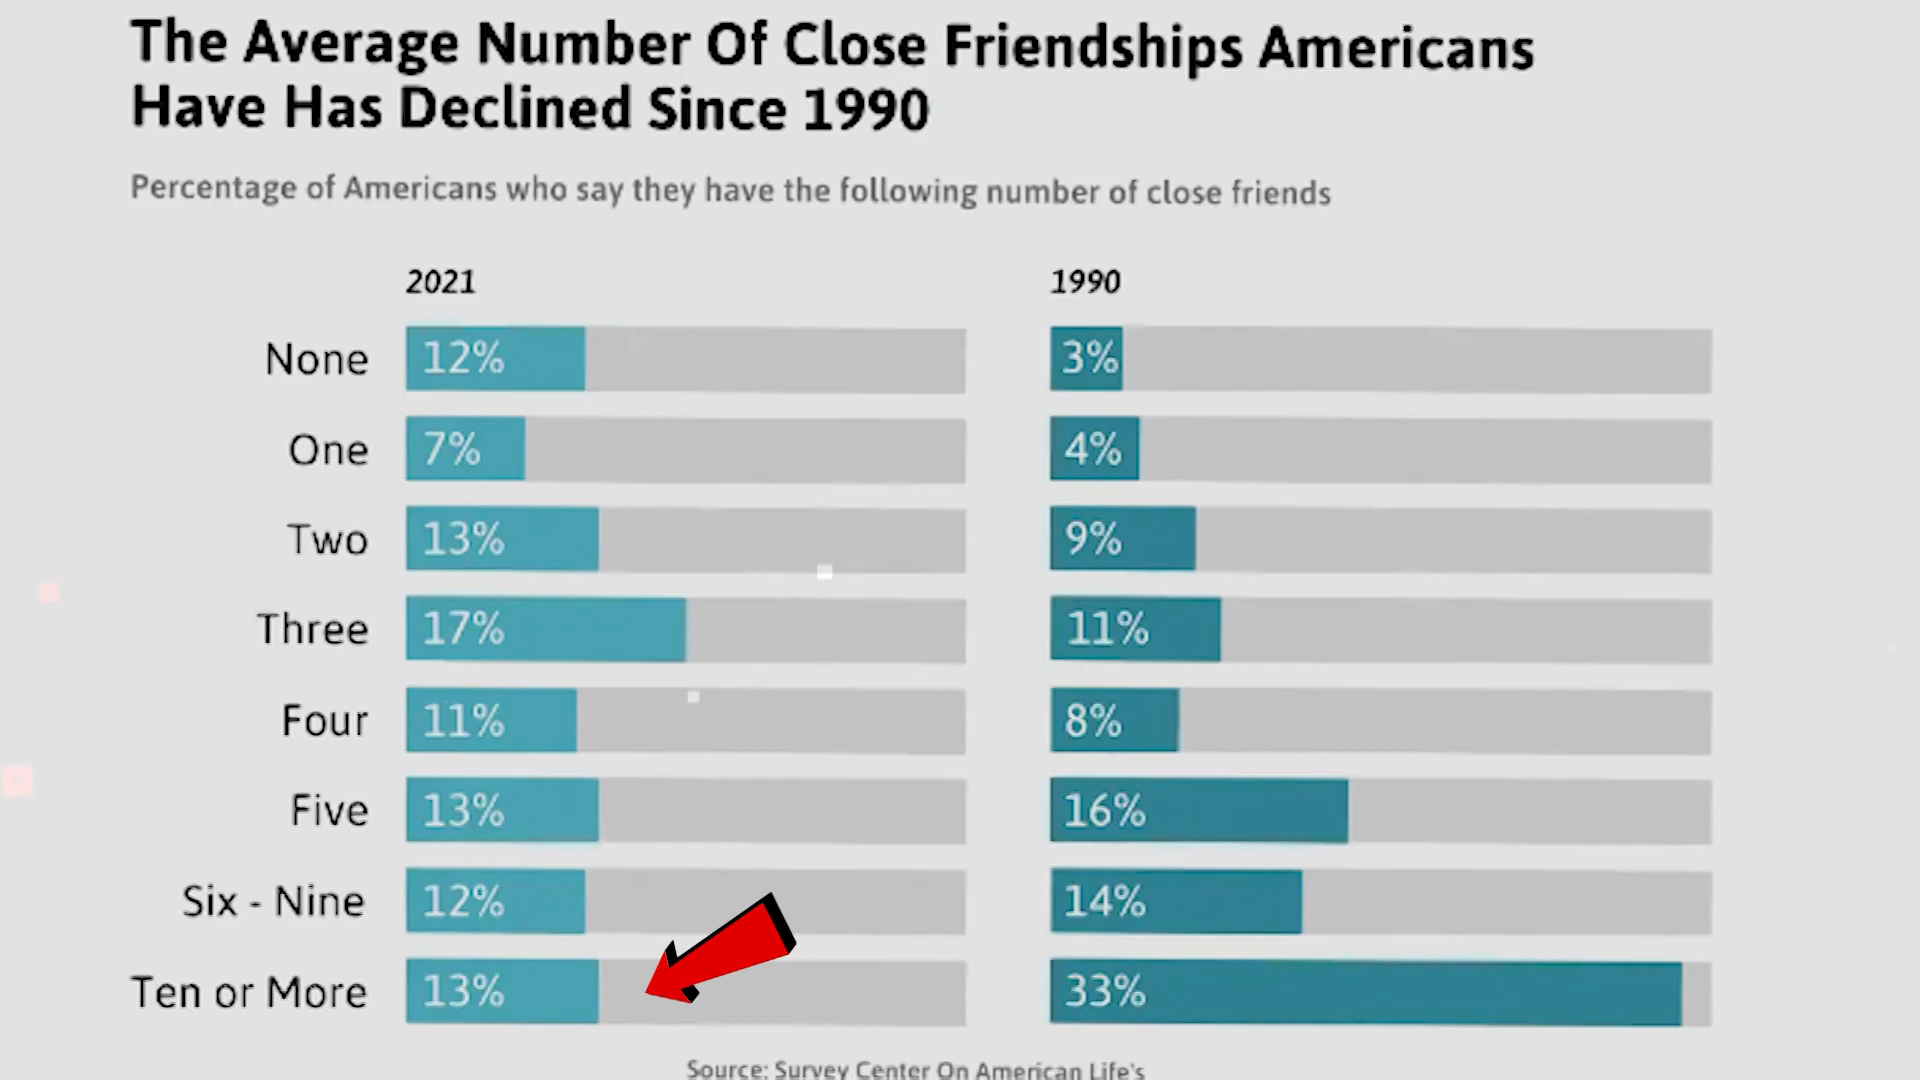 The Average Number Of Close Friendships Americans
Have Has Declined Since 1990
Percentage of Americans who say they have the following number of close friends
2021 1990
None 12% 3%
One 7% 4%
Two 13% 9%
Three 17% 11%
Four 11% 8%
Five 13% 16%
Six - Nine 12% 14%
Ten or More 13% 33%
Source: Survey Center On American Life's